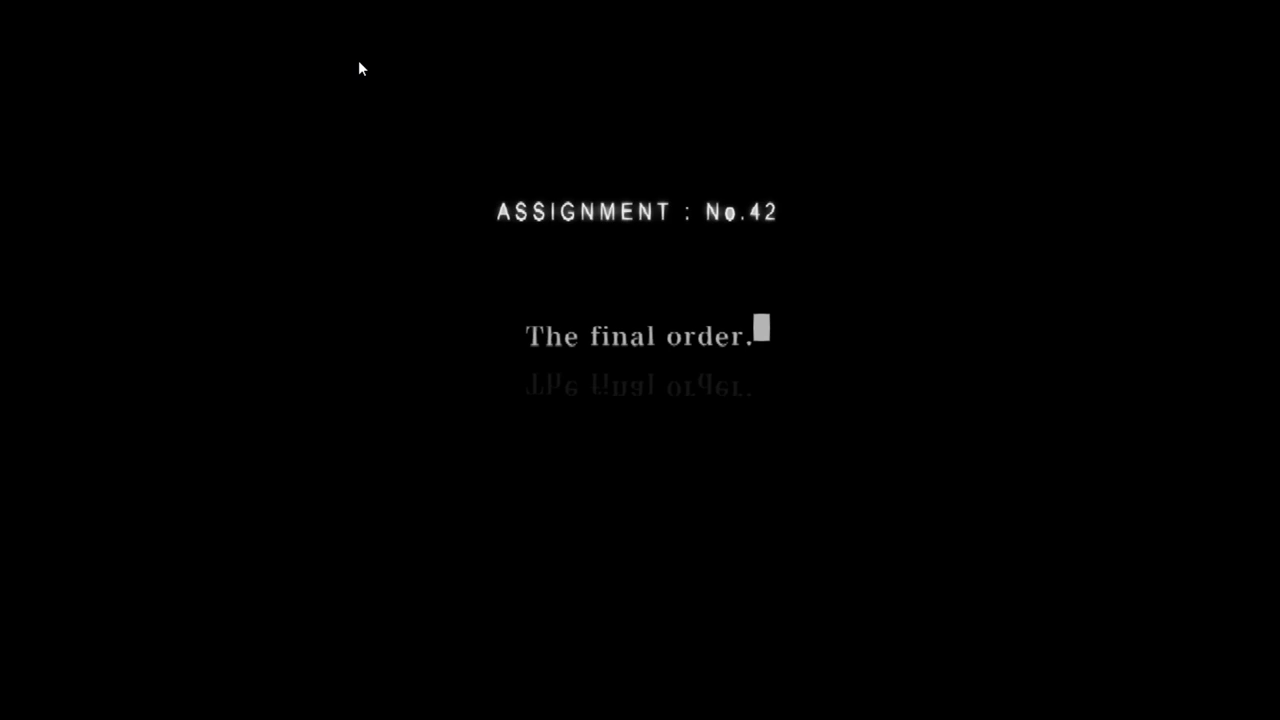 ASSIGNMENT : No.42
The final order.